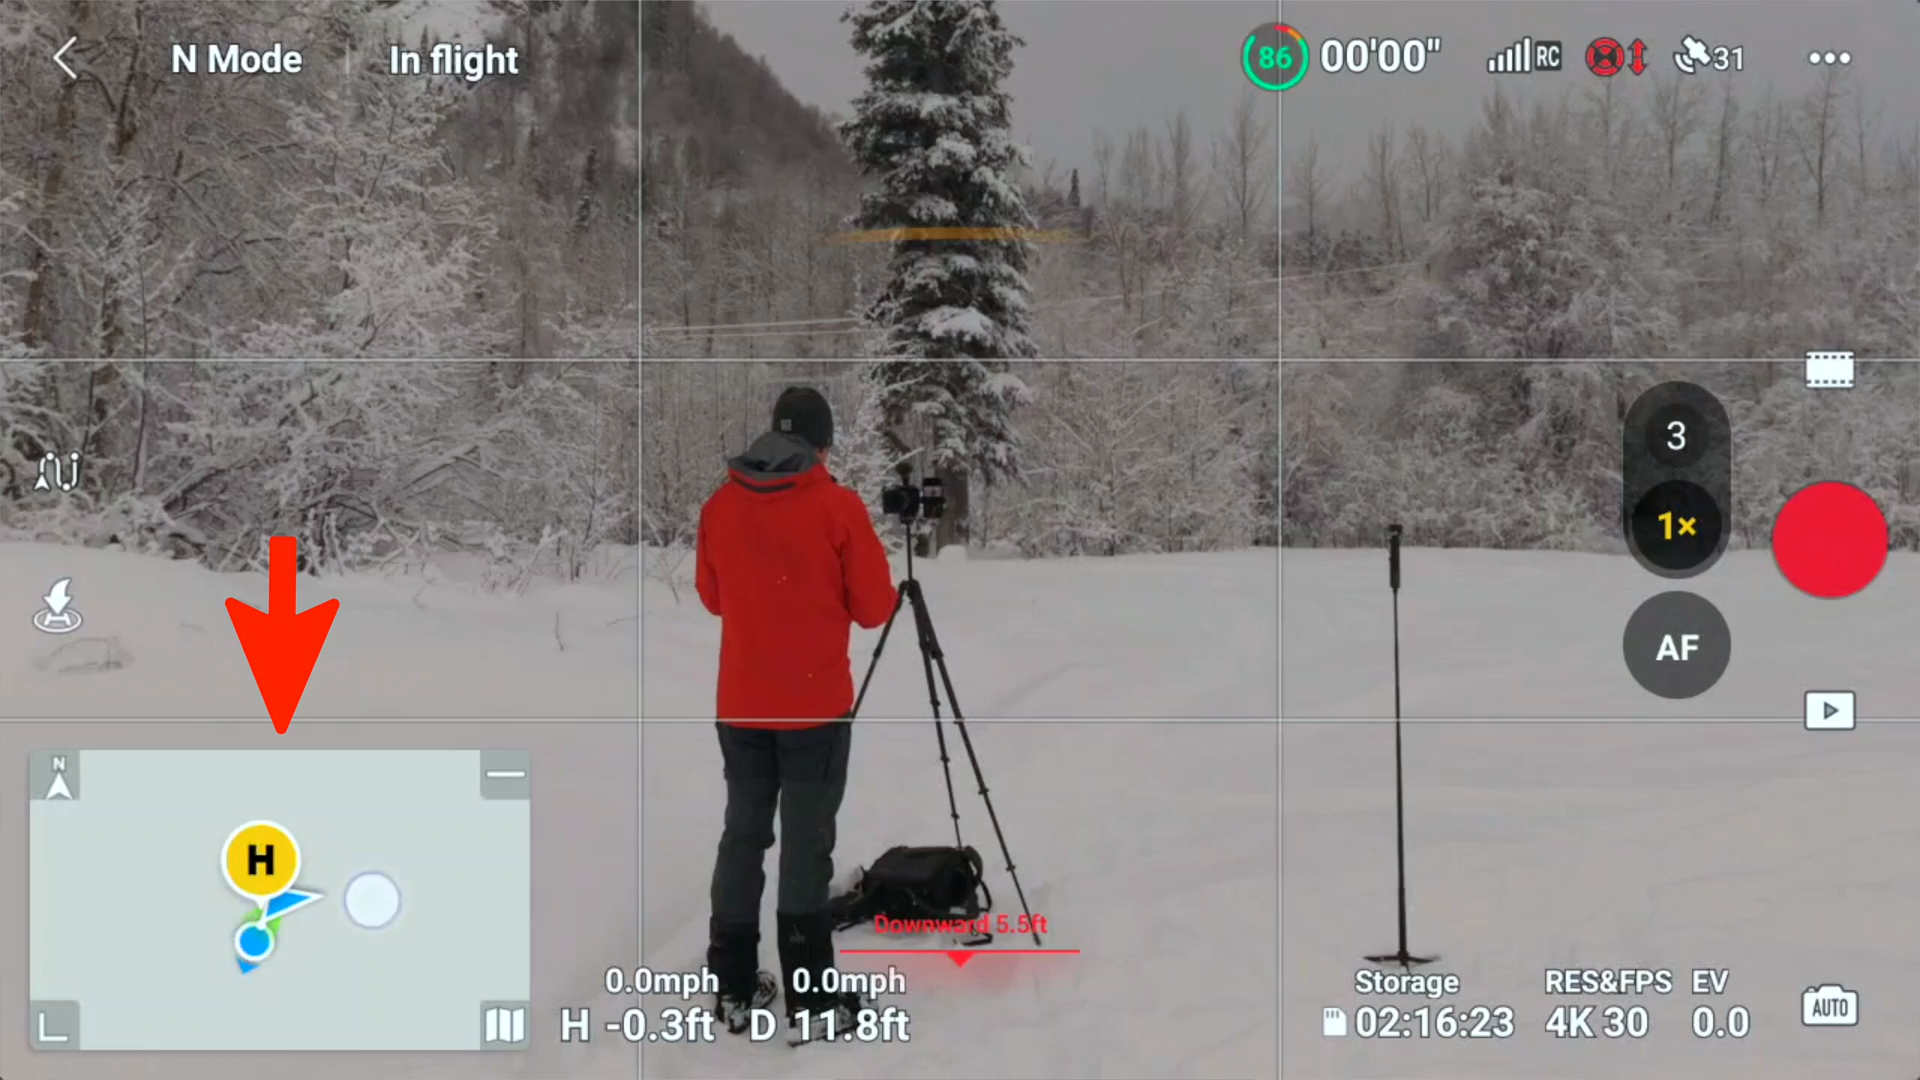 N Mode
In flight
86
00'00"
RC
31
3
1×
AF
N
H
Downward 5.5ft
0.0mph
0.0mph
H -0.3ft
D 11.8ft
Storage
02:16:23
RES&FPS
4K 30
EV
0.0
AUTO